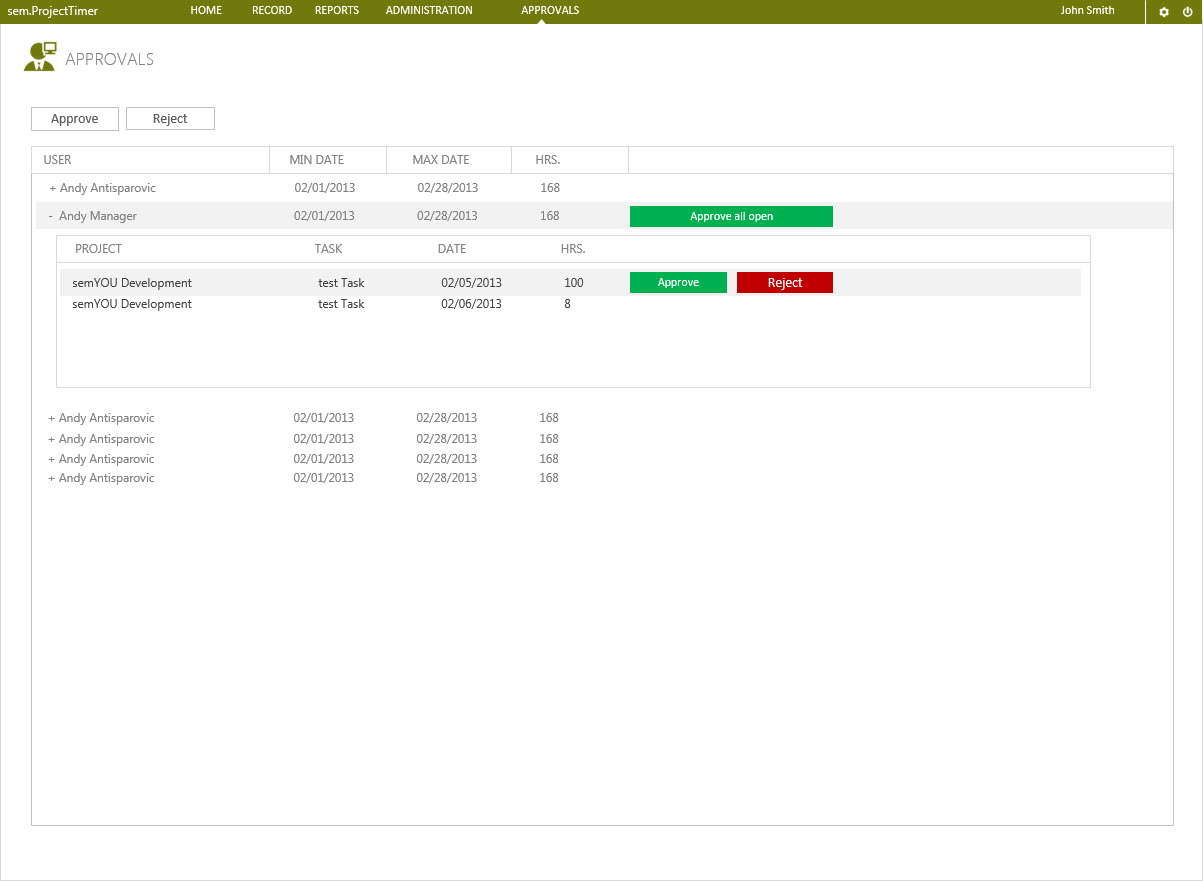 sem.ProjectTimer HOME RECORD REPORTS ADMINISTRATION APPROVALS John Smith
APPROVALS
Approve Reject
USER MIN DATE MAX DATE HRS.
+ Andy Antisparovic 02/01/2013 02/28/2013 168
- Andy Manager 02/01/2013 02/28/2013 168 Approve all open
PROJECT TASK DATE HRS.
semYOU Development test Task 02/05/2013 100 Approve Reject
semYOU Development test Task 02/06/2013 8
+ Andy Antisparovic 02/01/2013 02/28/2013 168
+ Andy Antisparovic 02/01/2013 02/28/2013 168
+ Andy Antisparovic 02/01/2013 02/28/2013 168
+ Andy Antisparovic 02/01/2013 02/28/2013 168